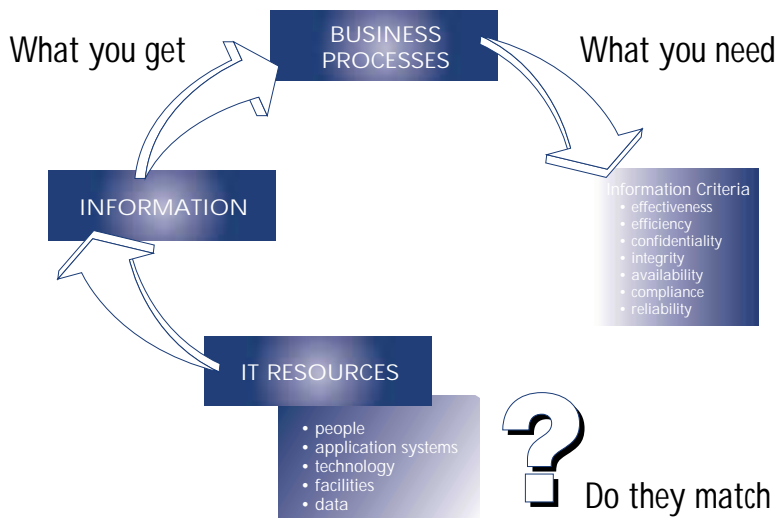 What you get
BUSINESS
PROCESSES
What you need
INFORMATION
Information Criteria
• effectiveness
• efficiency
• confidentiality
• integrity
• availability
• compliance
• reliability
IT RESOURCES
• people
• application systems
• technology
• facilities
• data
?
Do they match